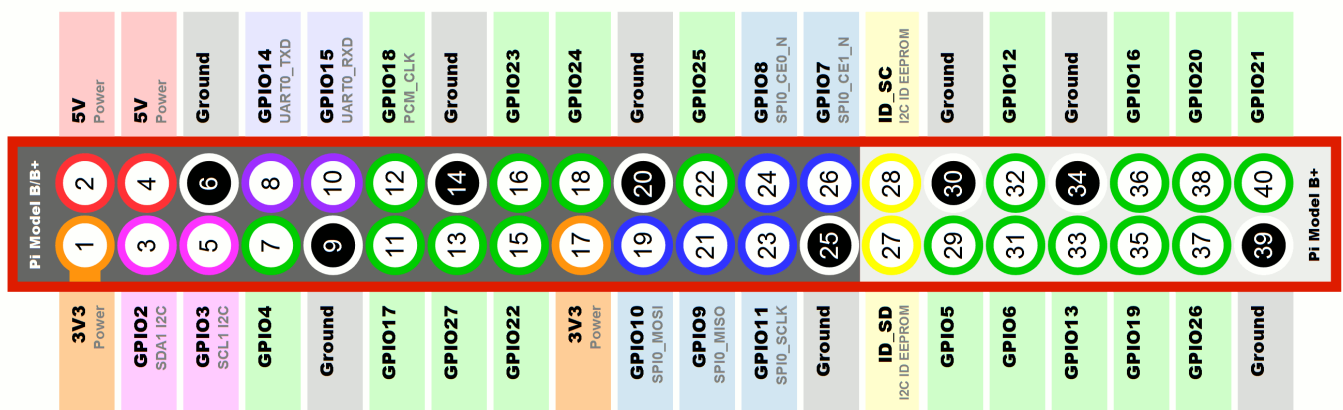 5V
Power
5V
Power
Ground
GPIO14
UART0_TXD
GPIO15
UART0_RXD
GPIO18
PCM_CLK
Ground
GPIO23
GPIO24
Ground
GPIO25
GPIO8
SPI0_CE0_N
GPIO7
SPI0_CE1_N
ID_SC
I2C ID EEPROM
Ground
GPIO12
Ground
GPIO16
GPIO20
GPIO21
Pi Model B/B+
2 4 6 8 10 12 14 16 18 20 22 24 26 28 30 32 34 36 38 40
1 3 5 7 9 11 13 15 17 19 21 23 25 27 29 31 33 35 37 39
Pi Model B+
3V3
Power
GPIO2
SDA1 I2C
GPIO3
SCL1 I2C
GPIO4
Ground
GPIO17
GPIO27
GPIO22
3V3
Power
GPIO10
SPI0_MOSI
GPIO9
SPI0_MISO
GPIO11
SPI0_SCLK
Ground
ID_SD
I2C ID EEPROM
GPIO5
GPIO6
GPIO13
GPIO19
GPIO26
Ground